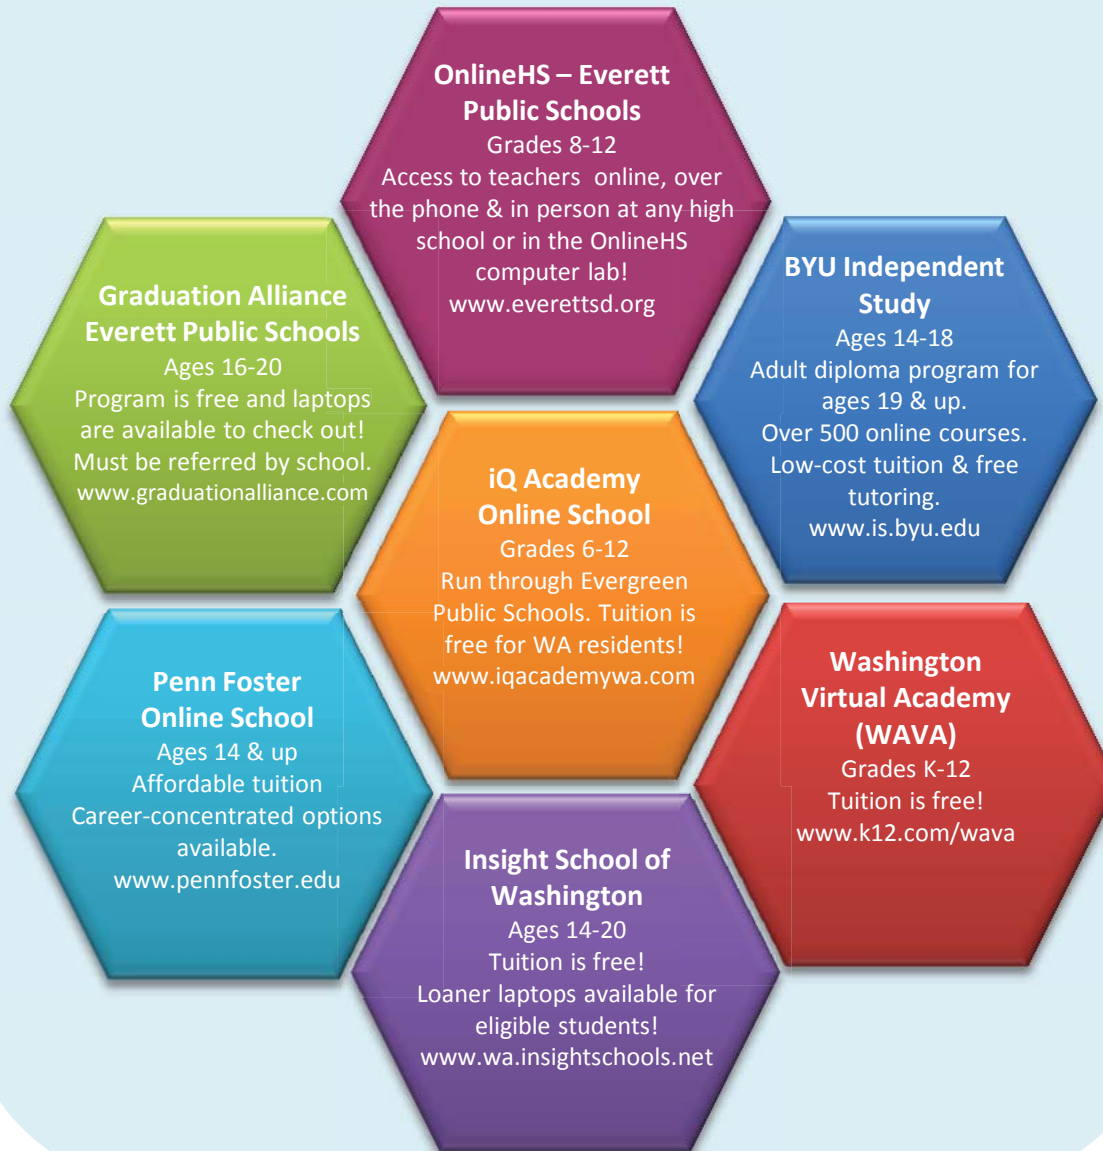 OnlineHS – Everett
Public Schools
Grades 8-12
Access to teachers online, over
the phone & in person at any high
school or in the OnlineHS
computer lab!
www.everettsd.org
Graduation Alliance
Everett Public Schools
Ages 16-20
Program is free and laptops
are available to check out!
Must be referred by school.
www.graduationalliance.com
BYU Independent
Study
Ages 14-18
Adult diploma program for
ages 19 & up.
Over 500 online courses.
Low-cost tuition & free
tutoring.
www.is.byu.edu
iQ Academy
Online School
Grades 6-12
Run through Evergreen
Public Schools. Tuition is
free for WA residents!
www.iqacademywa.com
Penn Foster
Online School
Ages 14 & up
Affordable tuition
Career-concentrated options
available.
www.pennfoster.edu
Washington
Virtual Academy
(WAVA)
Grades K-12
Tuition is free!
www.k12.com/wava
Insight School of
Washington
Ages 14-20
Tuition is free!
Loaner laptops available for
eligible students!
www.wa.insightschools.net